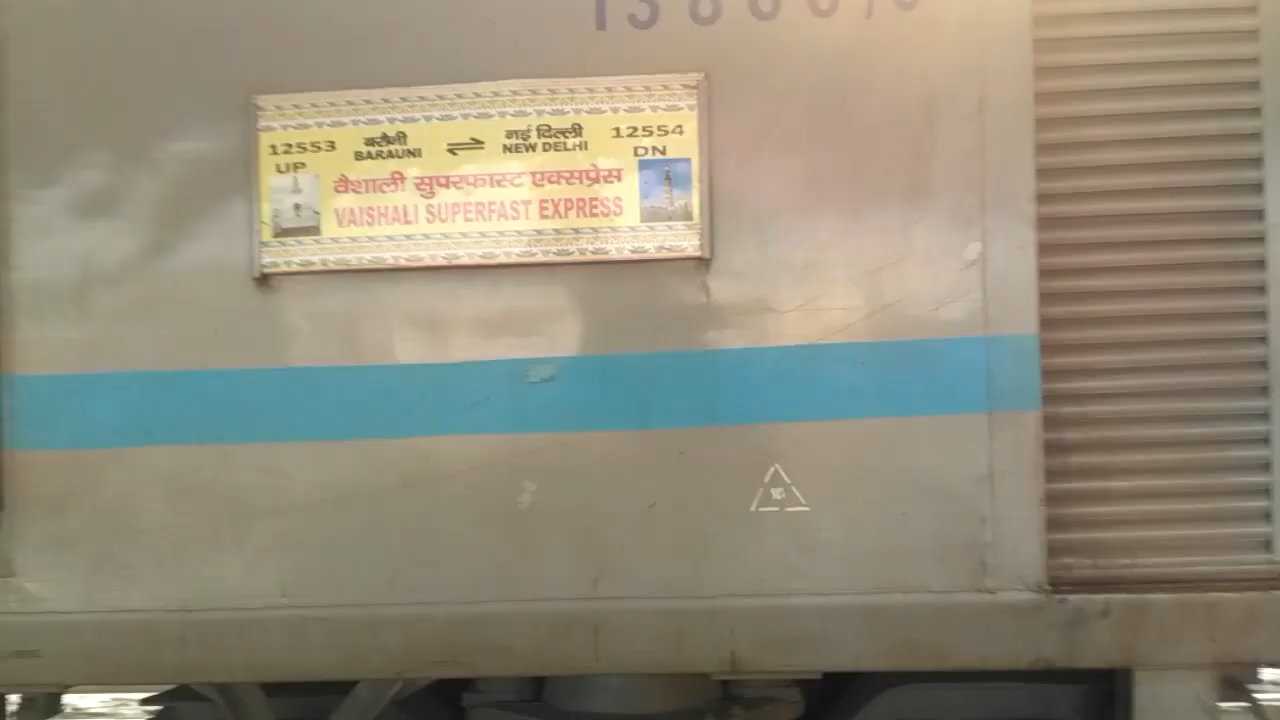 12553 बरौनी ⇌ नई दिल्ली 12554
UP BARAUNI NEW DELHI DN
वैशाली सुपरफास्ट एक्सप्रेस
VAISHALI SUPERFAST EXPRESS